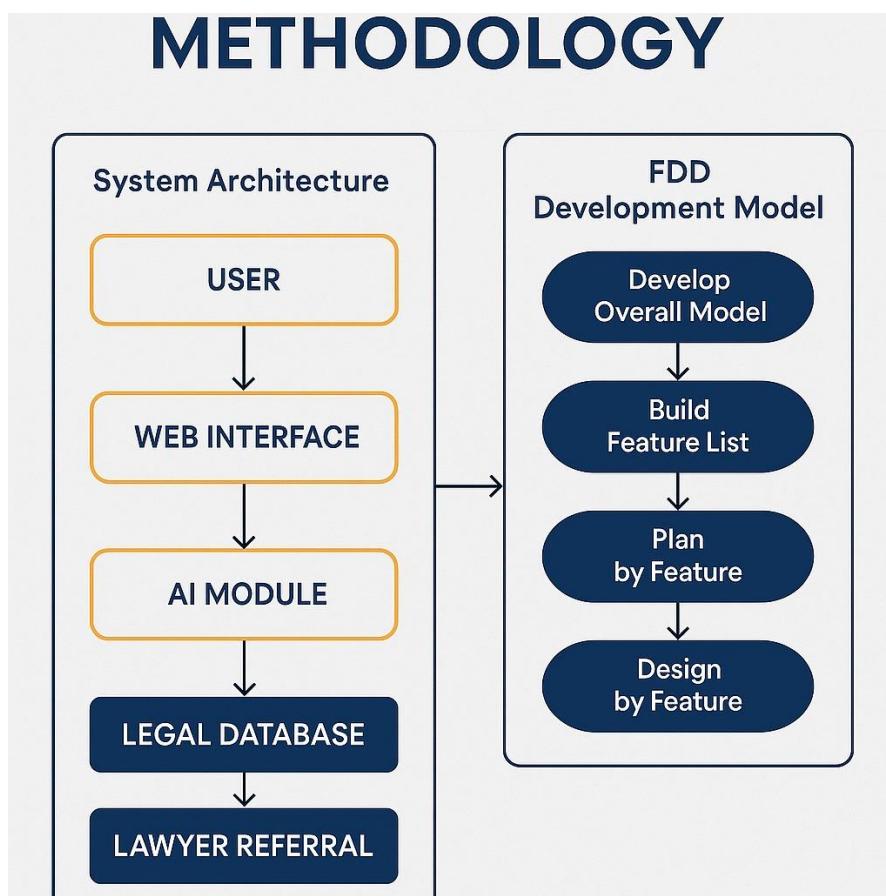 METHODOLOGY
System Architecture
USER
WEB INTERFACE
AI MODULE
LEGAL DATABASE
LAWYER REFERRAL
FDD
Development Model
Develop
Overall Model
Build
Feature List
Plan
by Feature
Design
by Feature